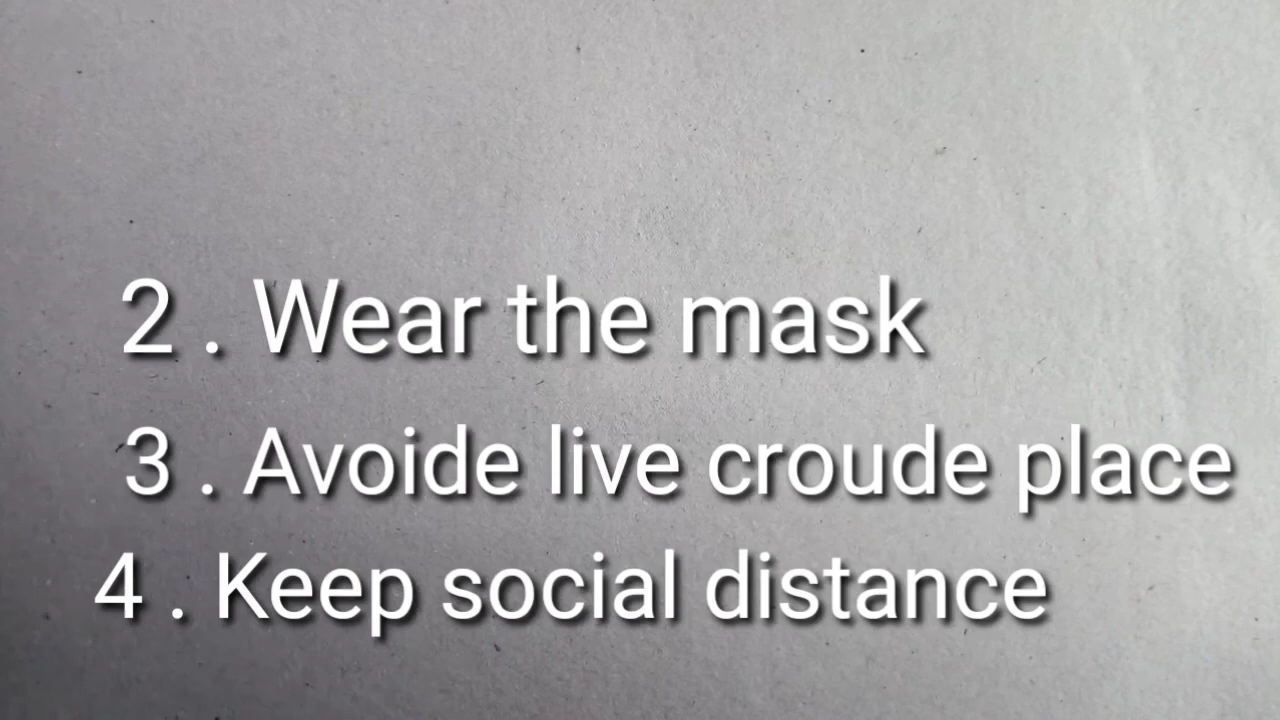 2 . Wear the mask
3 . Avoide live croude place
4 . Keep social distance